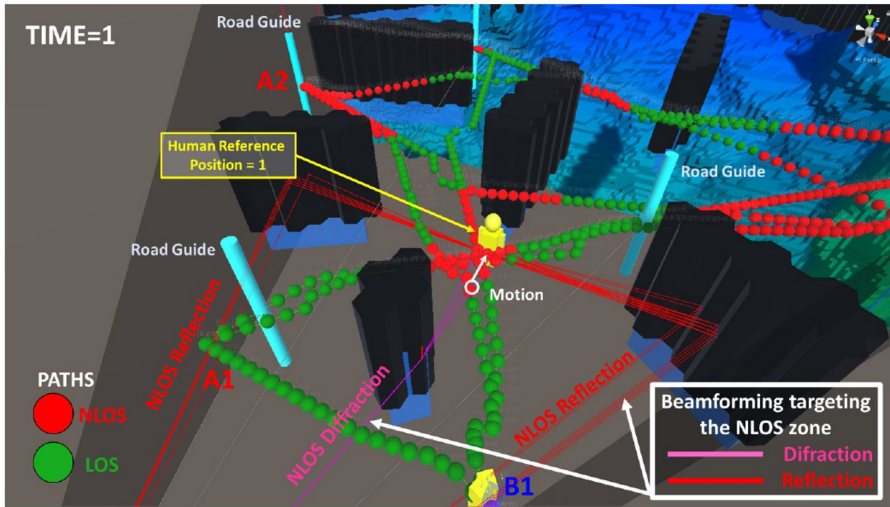 TIME=1
Road Guide
A2
Human Reference
Position = 1
Road Guide
Road Guide
Motion
NLOS Reflection
A1
NLOS Diffraction
NLOS Reflection
B1
PATHS
NLOS
LOS
Beamforming targeting
the NLOS zone
Difraction
Reflection
y
Persp